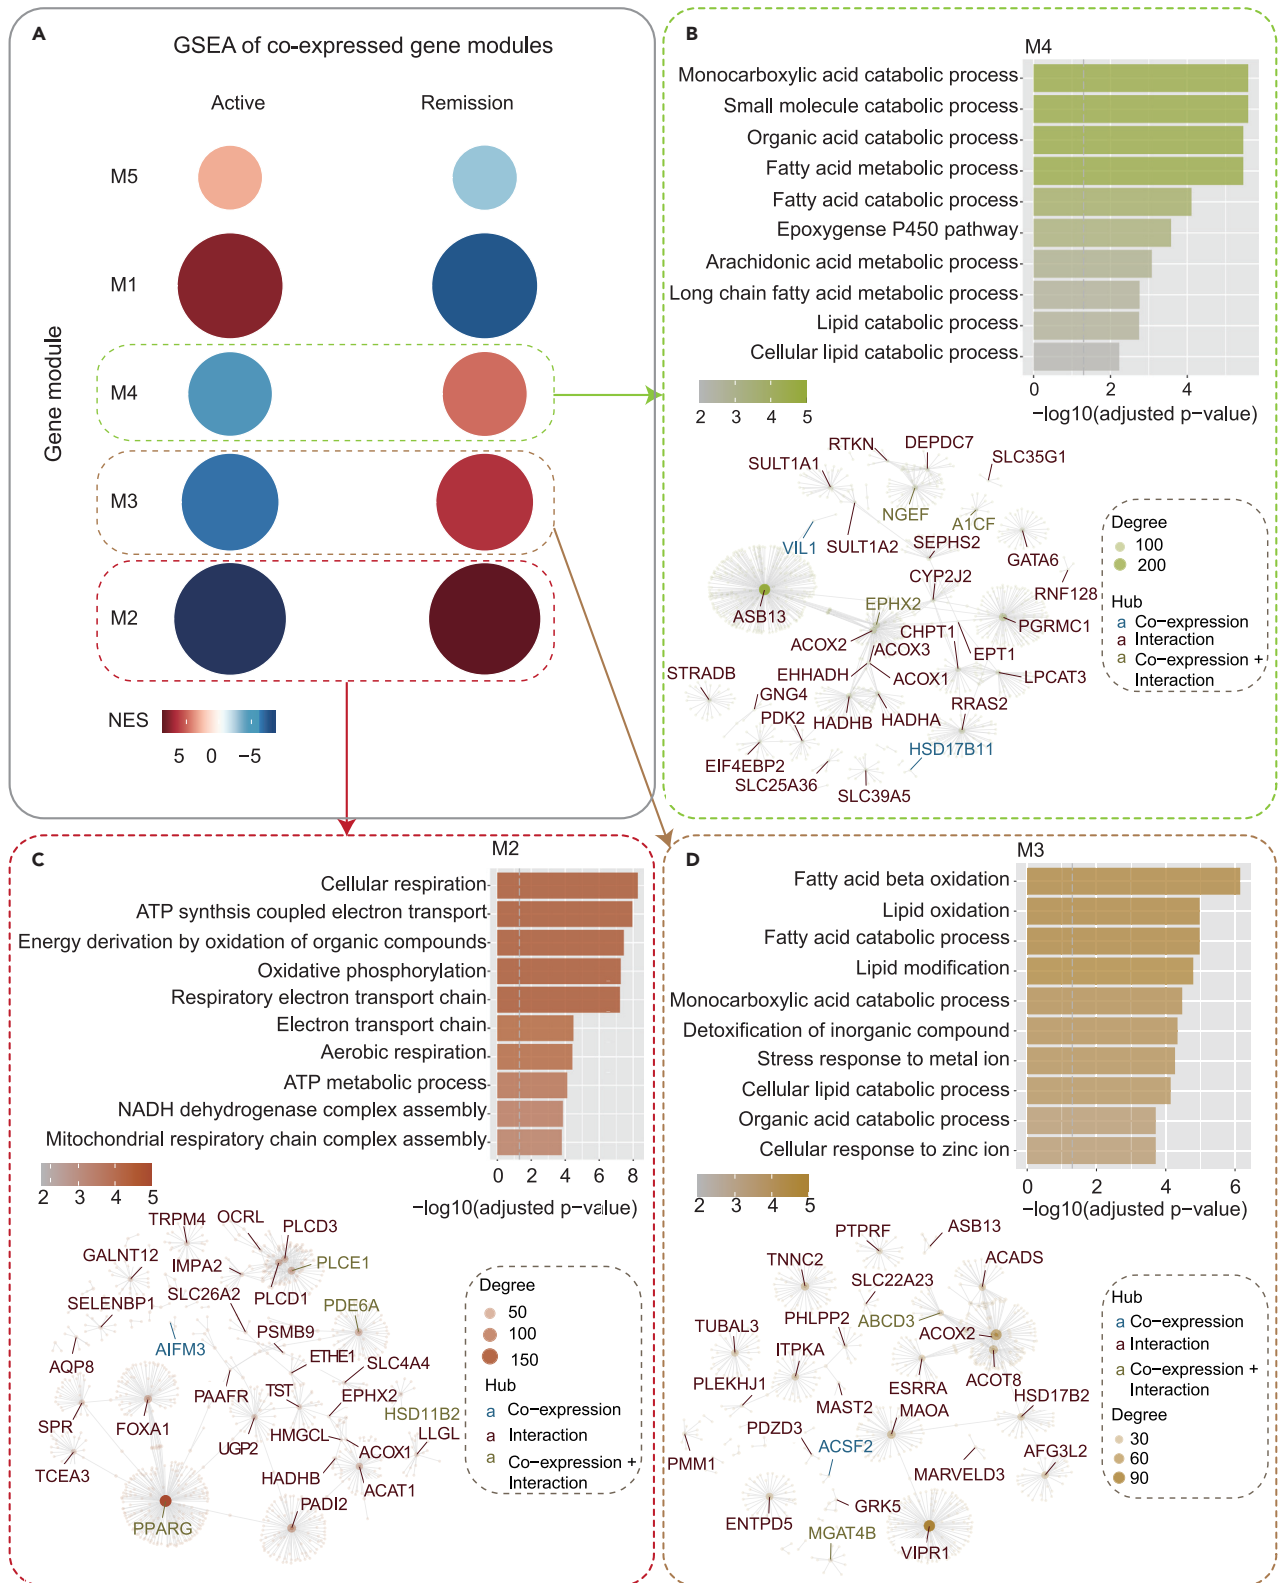 A
GSEA of co-expressed gene modules
Active
Remission
Gene module
M5
M1
M4
M3
M2
NES
5 0 −5
B
M4
Monocarboxylic acid catabolic process
Small molecule catabolic process
Organic acid catabolic process
Fatty acid metabolic process
Fatty acid catabolic process
Epoxygense P450 pathway
Arachidonic acid metabolic process
Long chain fatty acid metabolic process
Lipid catabolic process
Cellular lipid catabolic process
0 2 4
−log10(adjusted p−value)
2 3 4 5
RTKN
DEPDC7
SULT1A1
SLC35G1
NGEF
A1CF
VIL1
SULT1A2
SEPHS2
GATA6
CYP2J2
RNF128
ASB13
EPHX2
PGRMC1
ACOX2
CHPT1
ACOX3
EPT1
STRADB
EHHADH
ACOX1
LPCAT3
GNG4
RRAS2
PDK2
HADHB
HADHA
HSD17B11
EIF4EBP2
SLC25A36
SLC39A5
Degree
100
200
Hub
a Co-expression
a Interaction
a Co-expression +
Interaction
C
M2
Cellular respiration
ATP synthsis coupled electron transport
Energy derivation by oxidation of organic compounds
Oxidative phosphorylation
Respiratory electron transport chain
Electron transport chain
Aerobic respiration
ATP metabolic process
NADH dehydrogenase complex assembly
Mitochondrial respiratory chain complex assembly
0 2 4 6 8
−log10(adjusted p−value)
2 3 4 5
TRPM4
OCRL
PLCD3
GALNT12
IMPA2
PLCE1
SLC26A2
PLCD1
SELENBP1
PDE6A
PSMB9
AIFM3
ETHE1
AQP8
SLC4A4
PAAFR
TST
EPHX2
HSD11B2
SPR
FOXA1
UGP2
HMGCL
LLGL
ACOX1
TCEA3
HADHB
ACAT1
PADI2
PPARG
Degree
50
100
150
Hub
a Co-expression
a Interaction
a Co-expression +
Interaction
D
M3
Fatty acid beta oxidation
Lipid oxidation
Fatty acid catabolic process
Lipid modification
Monocarboxylic acid catabolic process
Detoxification of inorganic compound
Stress response to metal ion
Cellular lipid catabolic process
Organic acid catabolic process
Cellular response to zinc ion
0 2 4 6
−log10(adjusted p−value)
2 3 4 5
PTPRF
ASB13
TNNC2
ACADS
SLC22A23
PHLPP2
ABCD3
TUBAL3
ACOX2
ITPKA
PLEKHJ1
ESRRA
ACOT8
HSD17B2
MAST2
MAOA
PDZD3
ACSF2
PMM1
MARVELD3
AFG3L2
GRK5
ENTPD5
MGAT4B
VIPR1
Hub
a Co-expression
a Interaction
a Co-expression +
Interaction
Degree
30
60
90